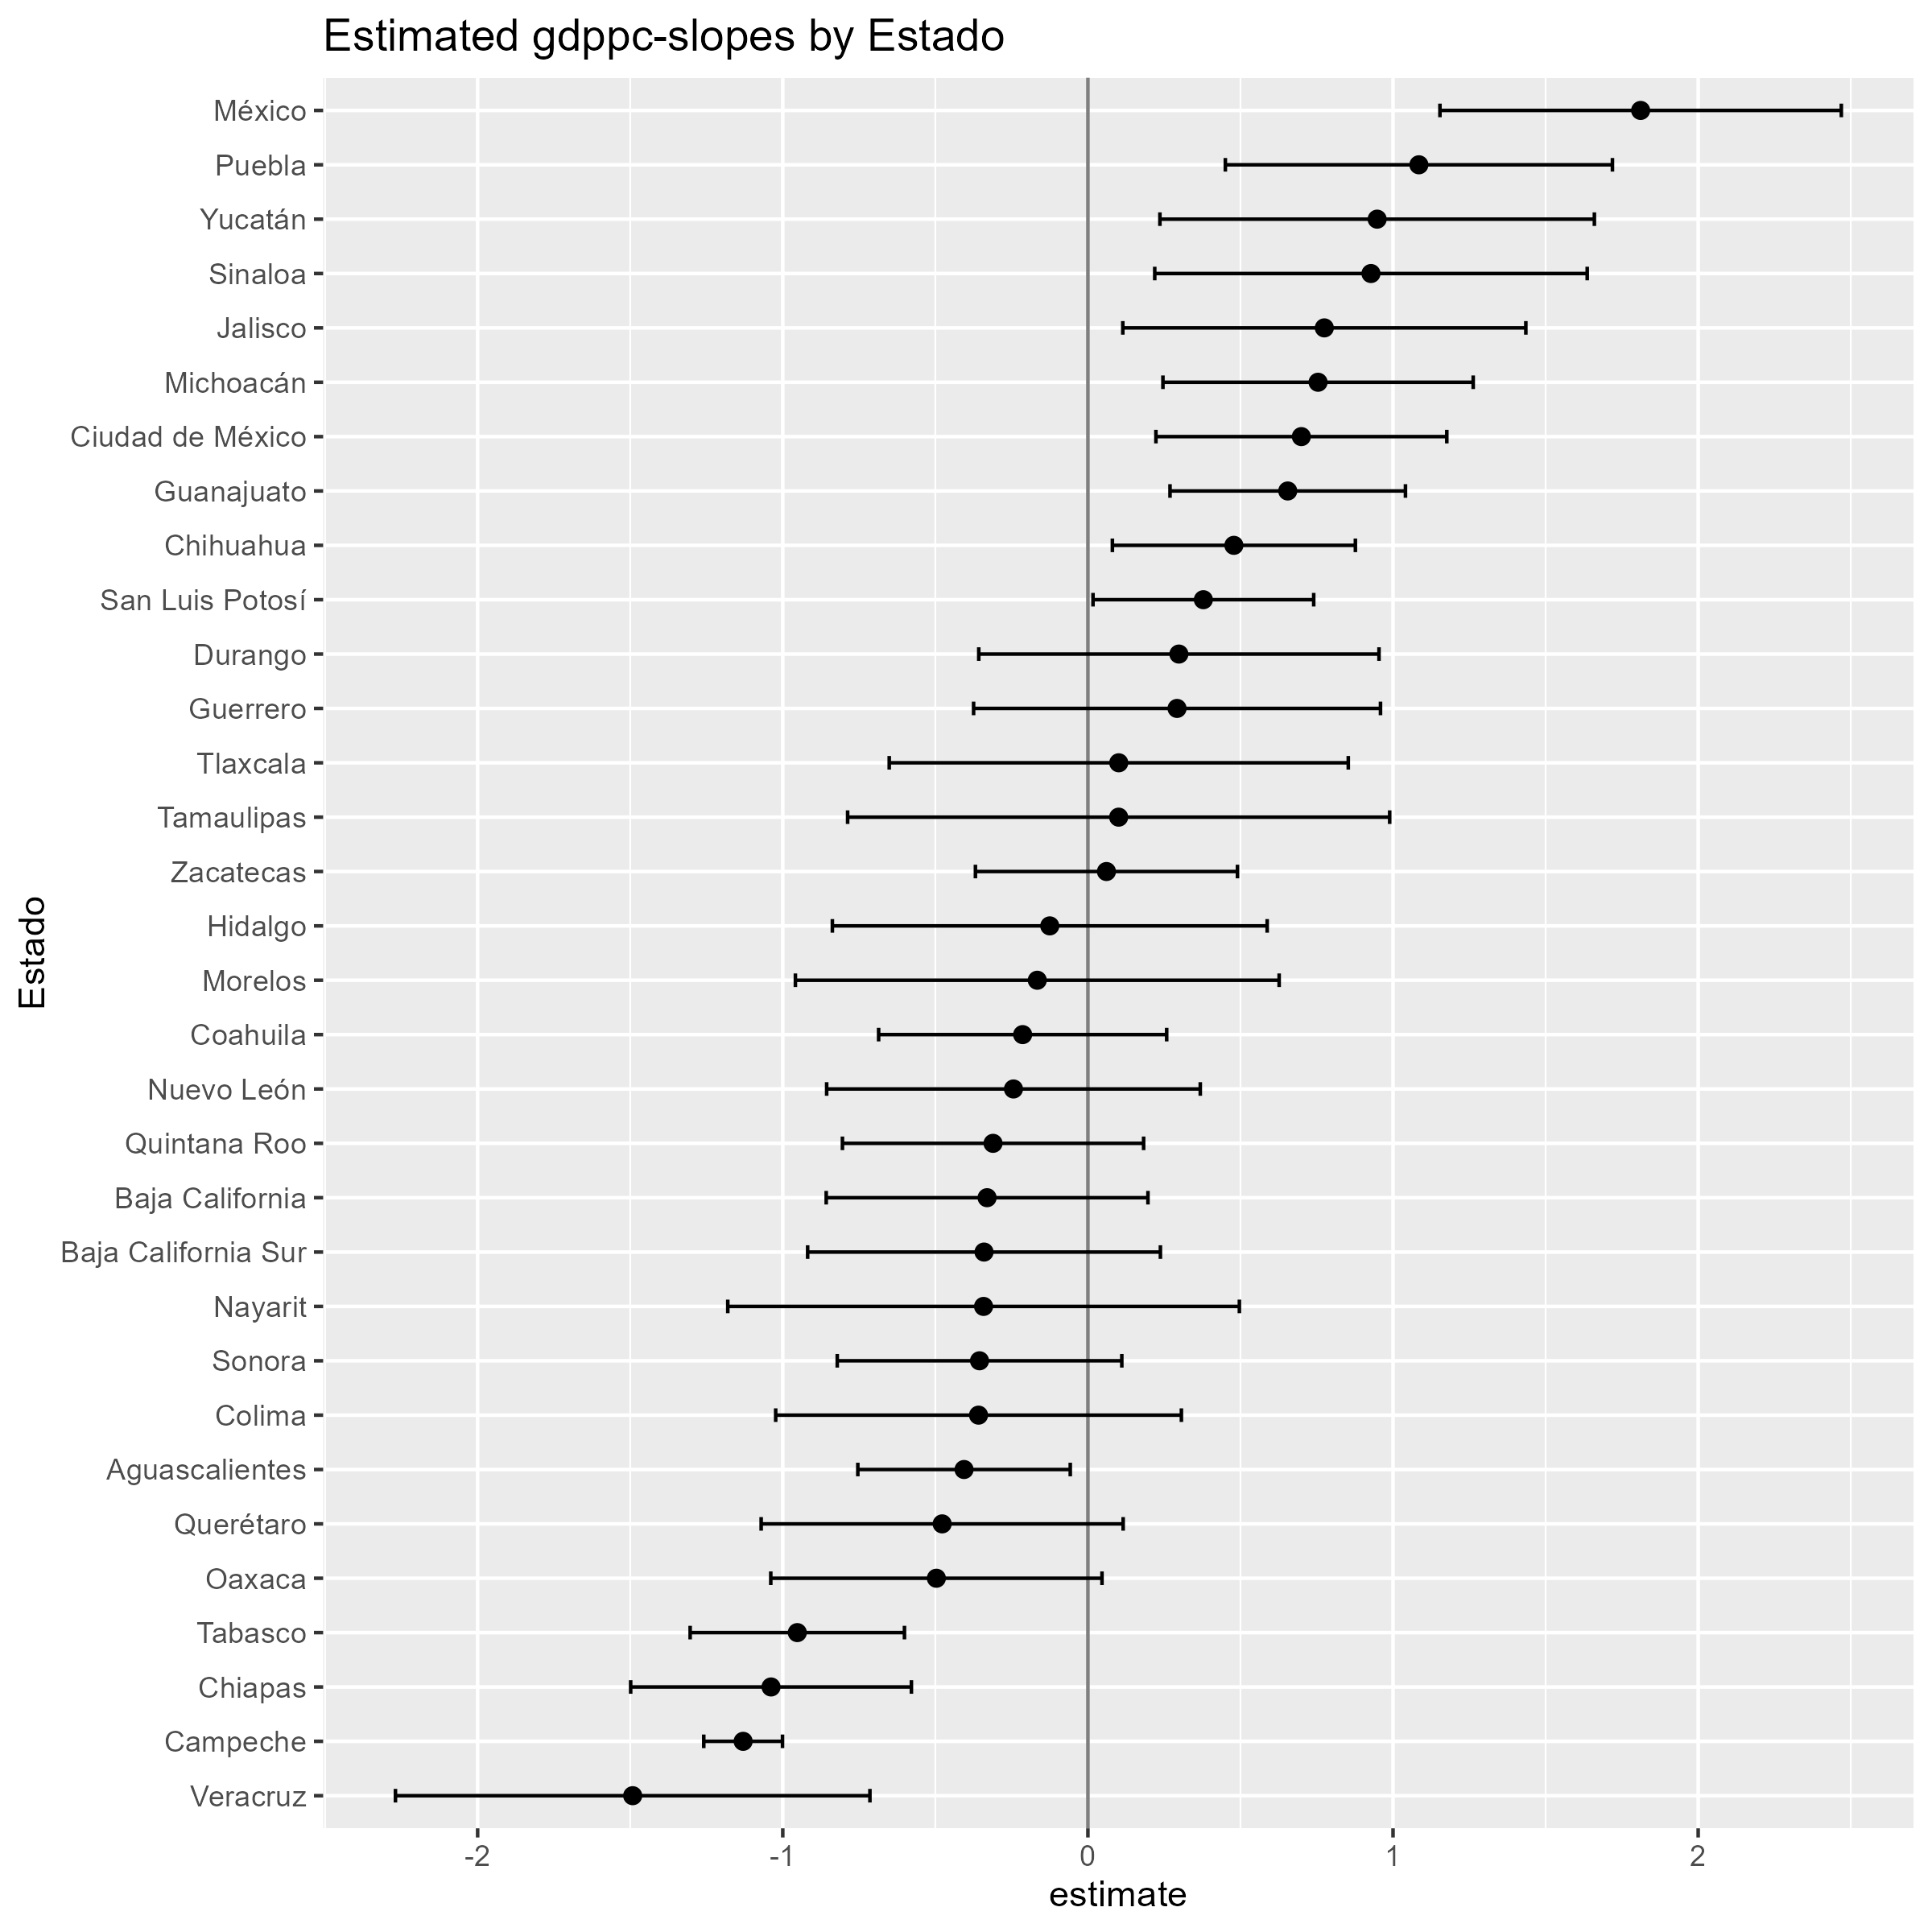 Estimated gdppc-slopes by Estado
México
Puebla
Yucatán
Sinaloa
Jalisco
Michoacán
Ciudad de México
Guanajuato
Chihuahua
San Luis Potosí
Durango
Guerrero
Tlaxcala
Tamaulipas
Zacatecas
Hidalgo
Morelos
Coahuila
Nuevo León
Quintana Roo
Baja California
Baja California Sur
Nayarit
Sonora
Colima
Aguascalientes
Querétaro
Oaxaca
Tabasco
Chiapas
Campeche
Veracruz
Estado
-2 -1 0 1 2
estimate